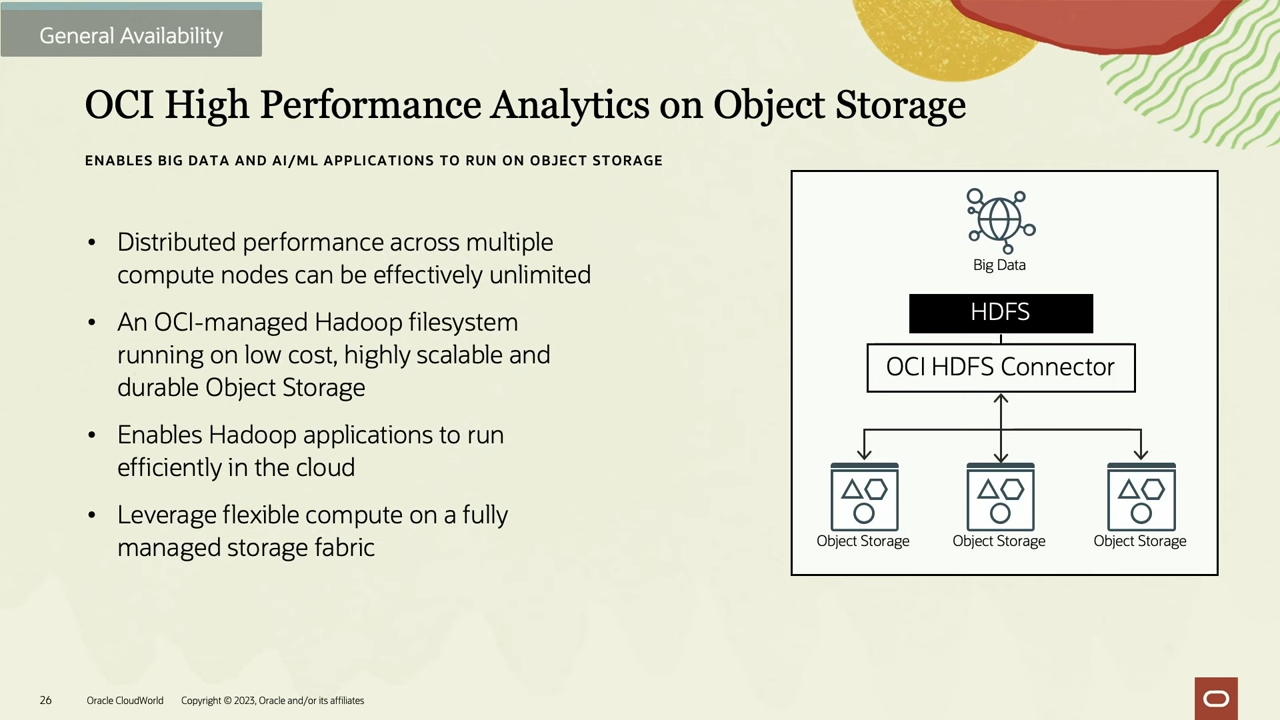 General Availability
OCI High Performance Analytics on Object Storage
ENABLES BIG DATA AND AI/ML APPLICATIONS TO RUN ON OBJECT STORAGE
• Distributed performance across multiple
compute nodes can be effectively unlimited
• An OCI-managed Hadoop filesystem
running on low cost, highly scalable and
durable Object Storage
• Enables Hadoop applications to run
efficiently in the cloud
• Leverage flexible compute on a fully
managed storage fabric
Big Data
HDFS
OCI HDFS Connector
Object Storage
Object Storage
Object Storage
26
Oracle CloudWorld
Copyright © 2023, Oracle and/or its affiliates